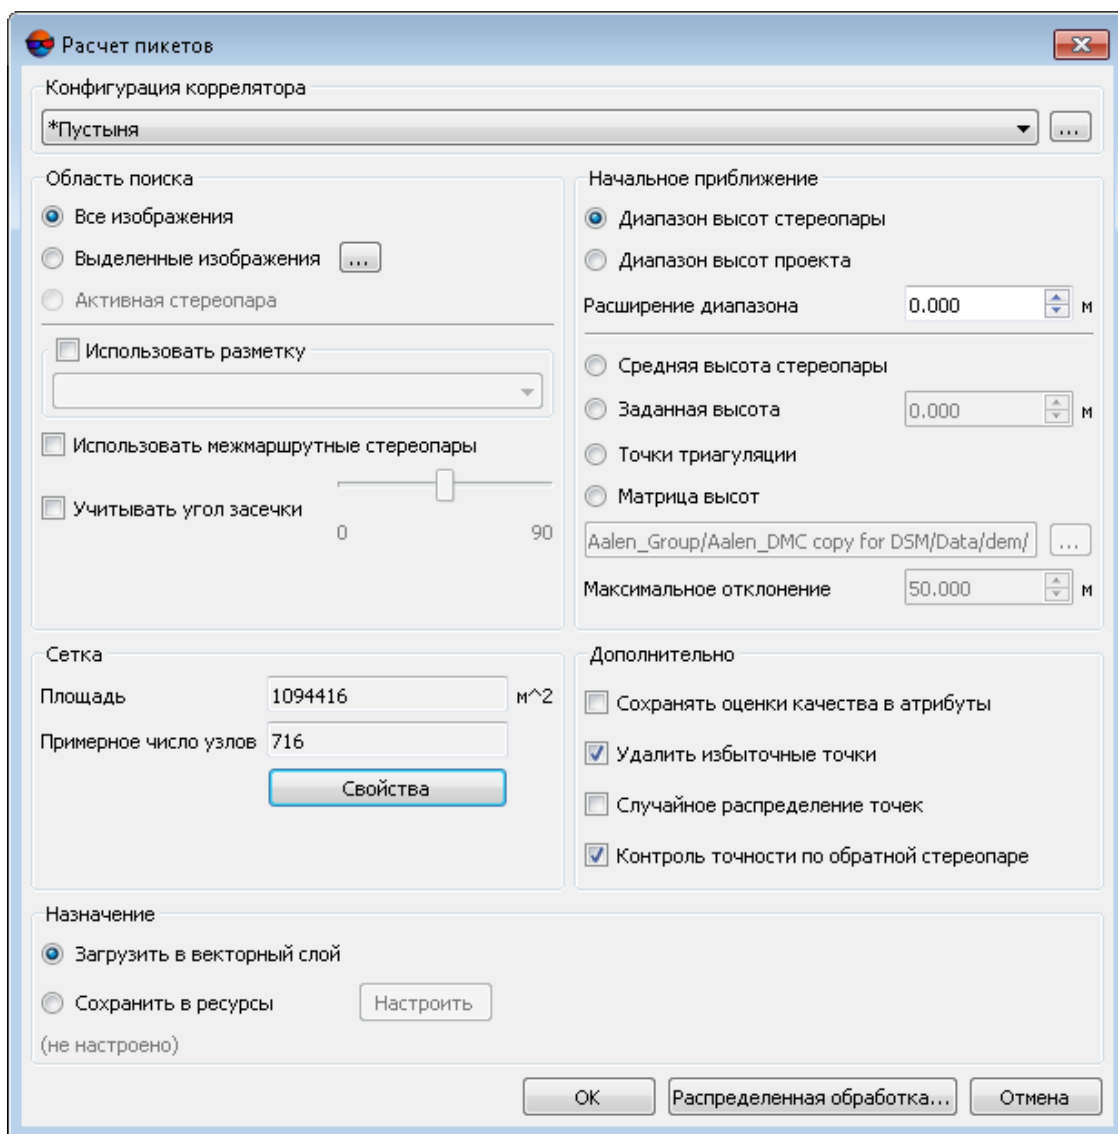 Расчет пикетов
Конфигурация коррелятора
*Пустыня
...
Область поиска
Все изображения
Выделенные изображения ...
Активная стереопара
Использовать разметку
Использовать межмаршрутные стереопары
Учитывать угол засечки
0 90
Начальное приближение
Диапазон высот стереопары
Диапазон высот проекта
Расширение диапазона 0.000 м
Средняя высота стереопары
Заданная высота 0.000 м
Точки триагуляции
Матрица высот
Aalen_Group/Aalen_DMC copy for DSM/Data/dem/ ...
Максимальное отклонение 50.000 м
Сетка
Площадь 1094416 м^2
Примерное число узлов 716
Свойства
Дополнительно
Сохранять оценки качества в атрибуты
Удалить избыточные точки
Случайное распределение точек
Контроль точности по обратной стереопаре
Назначение
Загрузить в векторный слой
Сохранить в ресурсы Настроить
(не настроено)
OK Распределенная обработка... Отмена